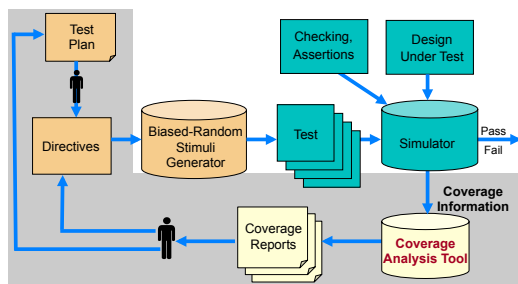 Test
Plan
Checking,
Assertions
Design
Under Test
Directives
Biased-Random
Stimuli
Generator
Test
Simulator
Pass
Fail
Coverage
Information
Coverage
Reports
Coverage
Analysis Tool